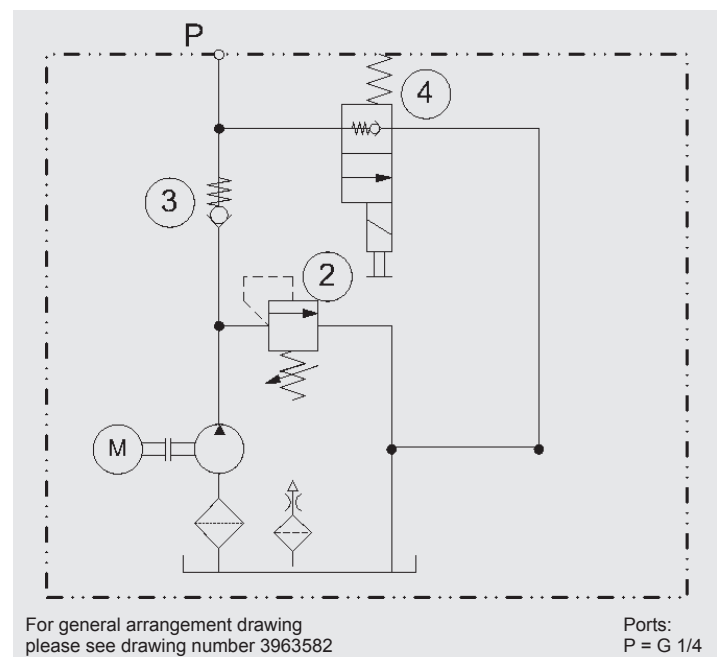 P
4
3
2
M
For general arrangement drawing
please see drawing number 3963582
Ports:
P = G 1/4